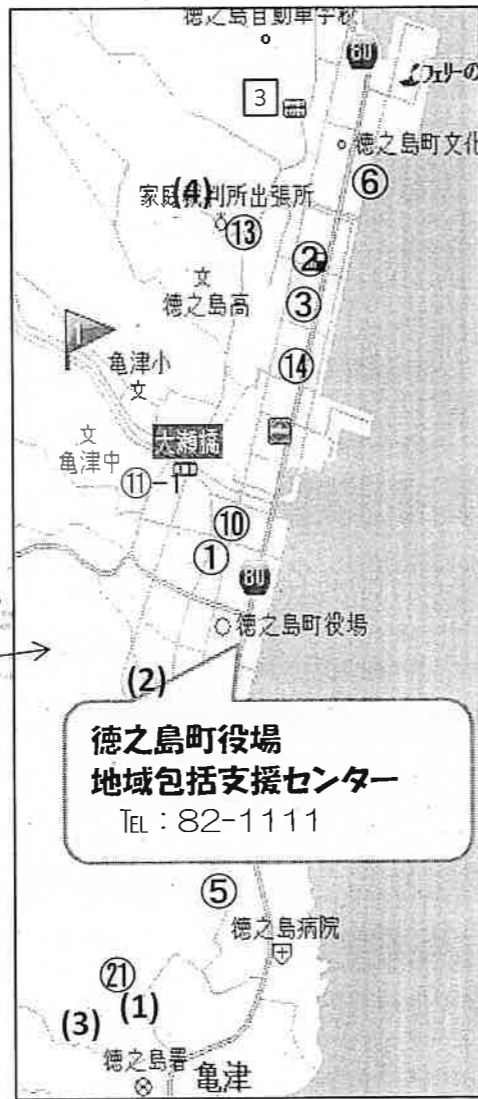 徳之島自動車学校
80
フェリーの
3
徳之島町文化
⑥
家庭裁判所出張所
(4)
⑬
②
文
徳之島高
③
亀津小
文
⑭
文
亀津中
大瀬橋
⑪-1
⑩
①
80
徳之島町役場
(2)
徳之島町役場
地域包括支援センター
TEL：82-1111
⑤
徳之島病院
㉑
(1)
(3)
徳之島署
亀津